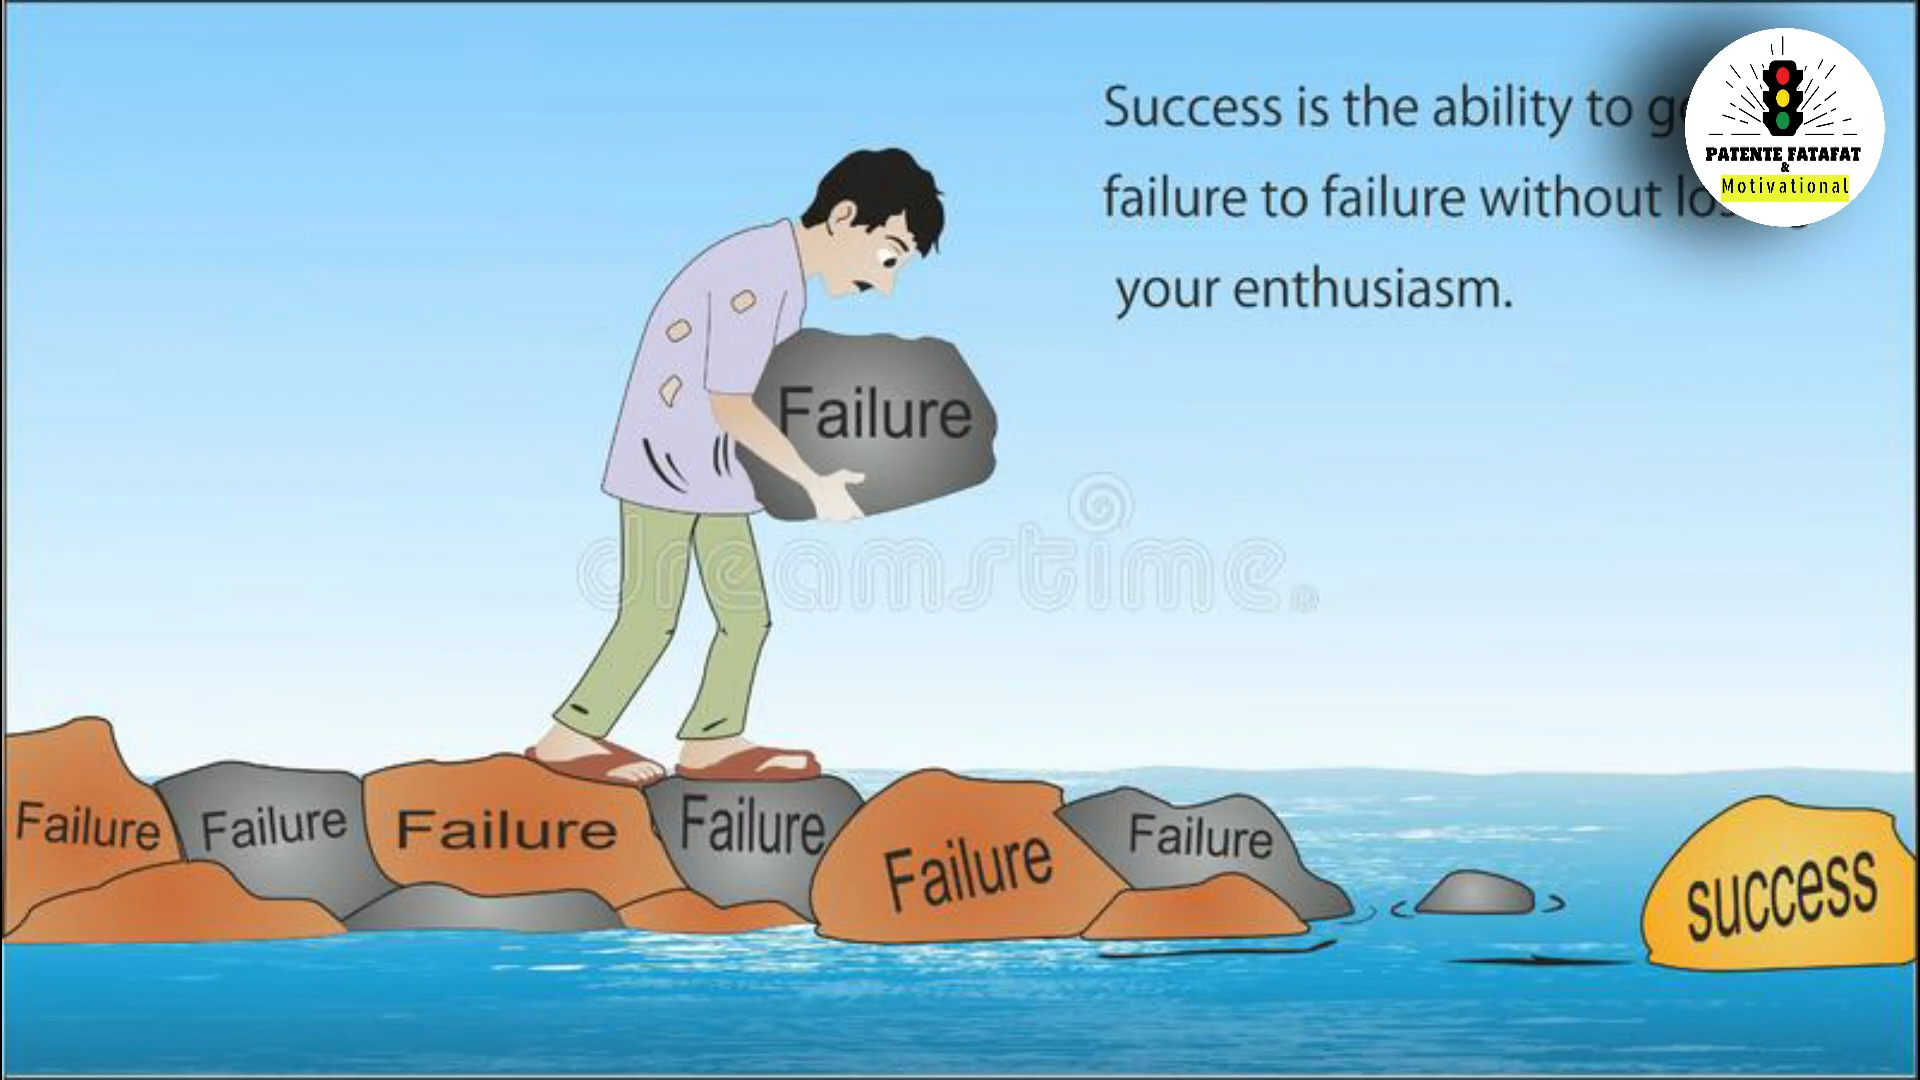 Success is the ability to
failure to failure without
your enthusiasm.
PATENTE FATAFAT
&
Motivational
Failure
dreamstime®
Failure
Failure
Failure
Failure
Failure
Failure
success